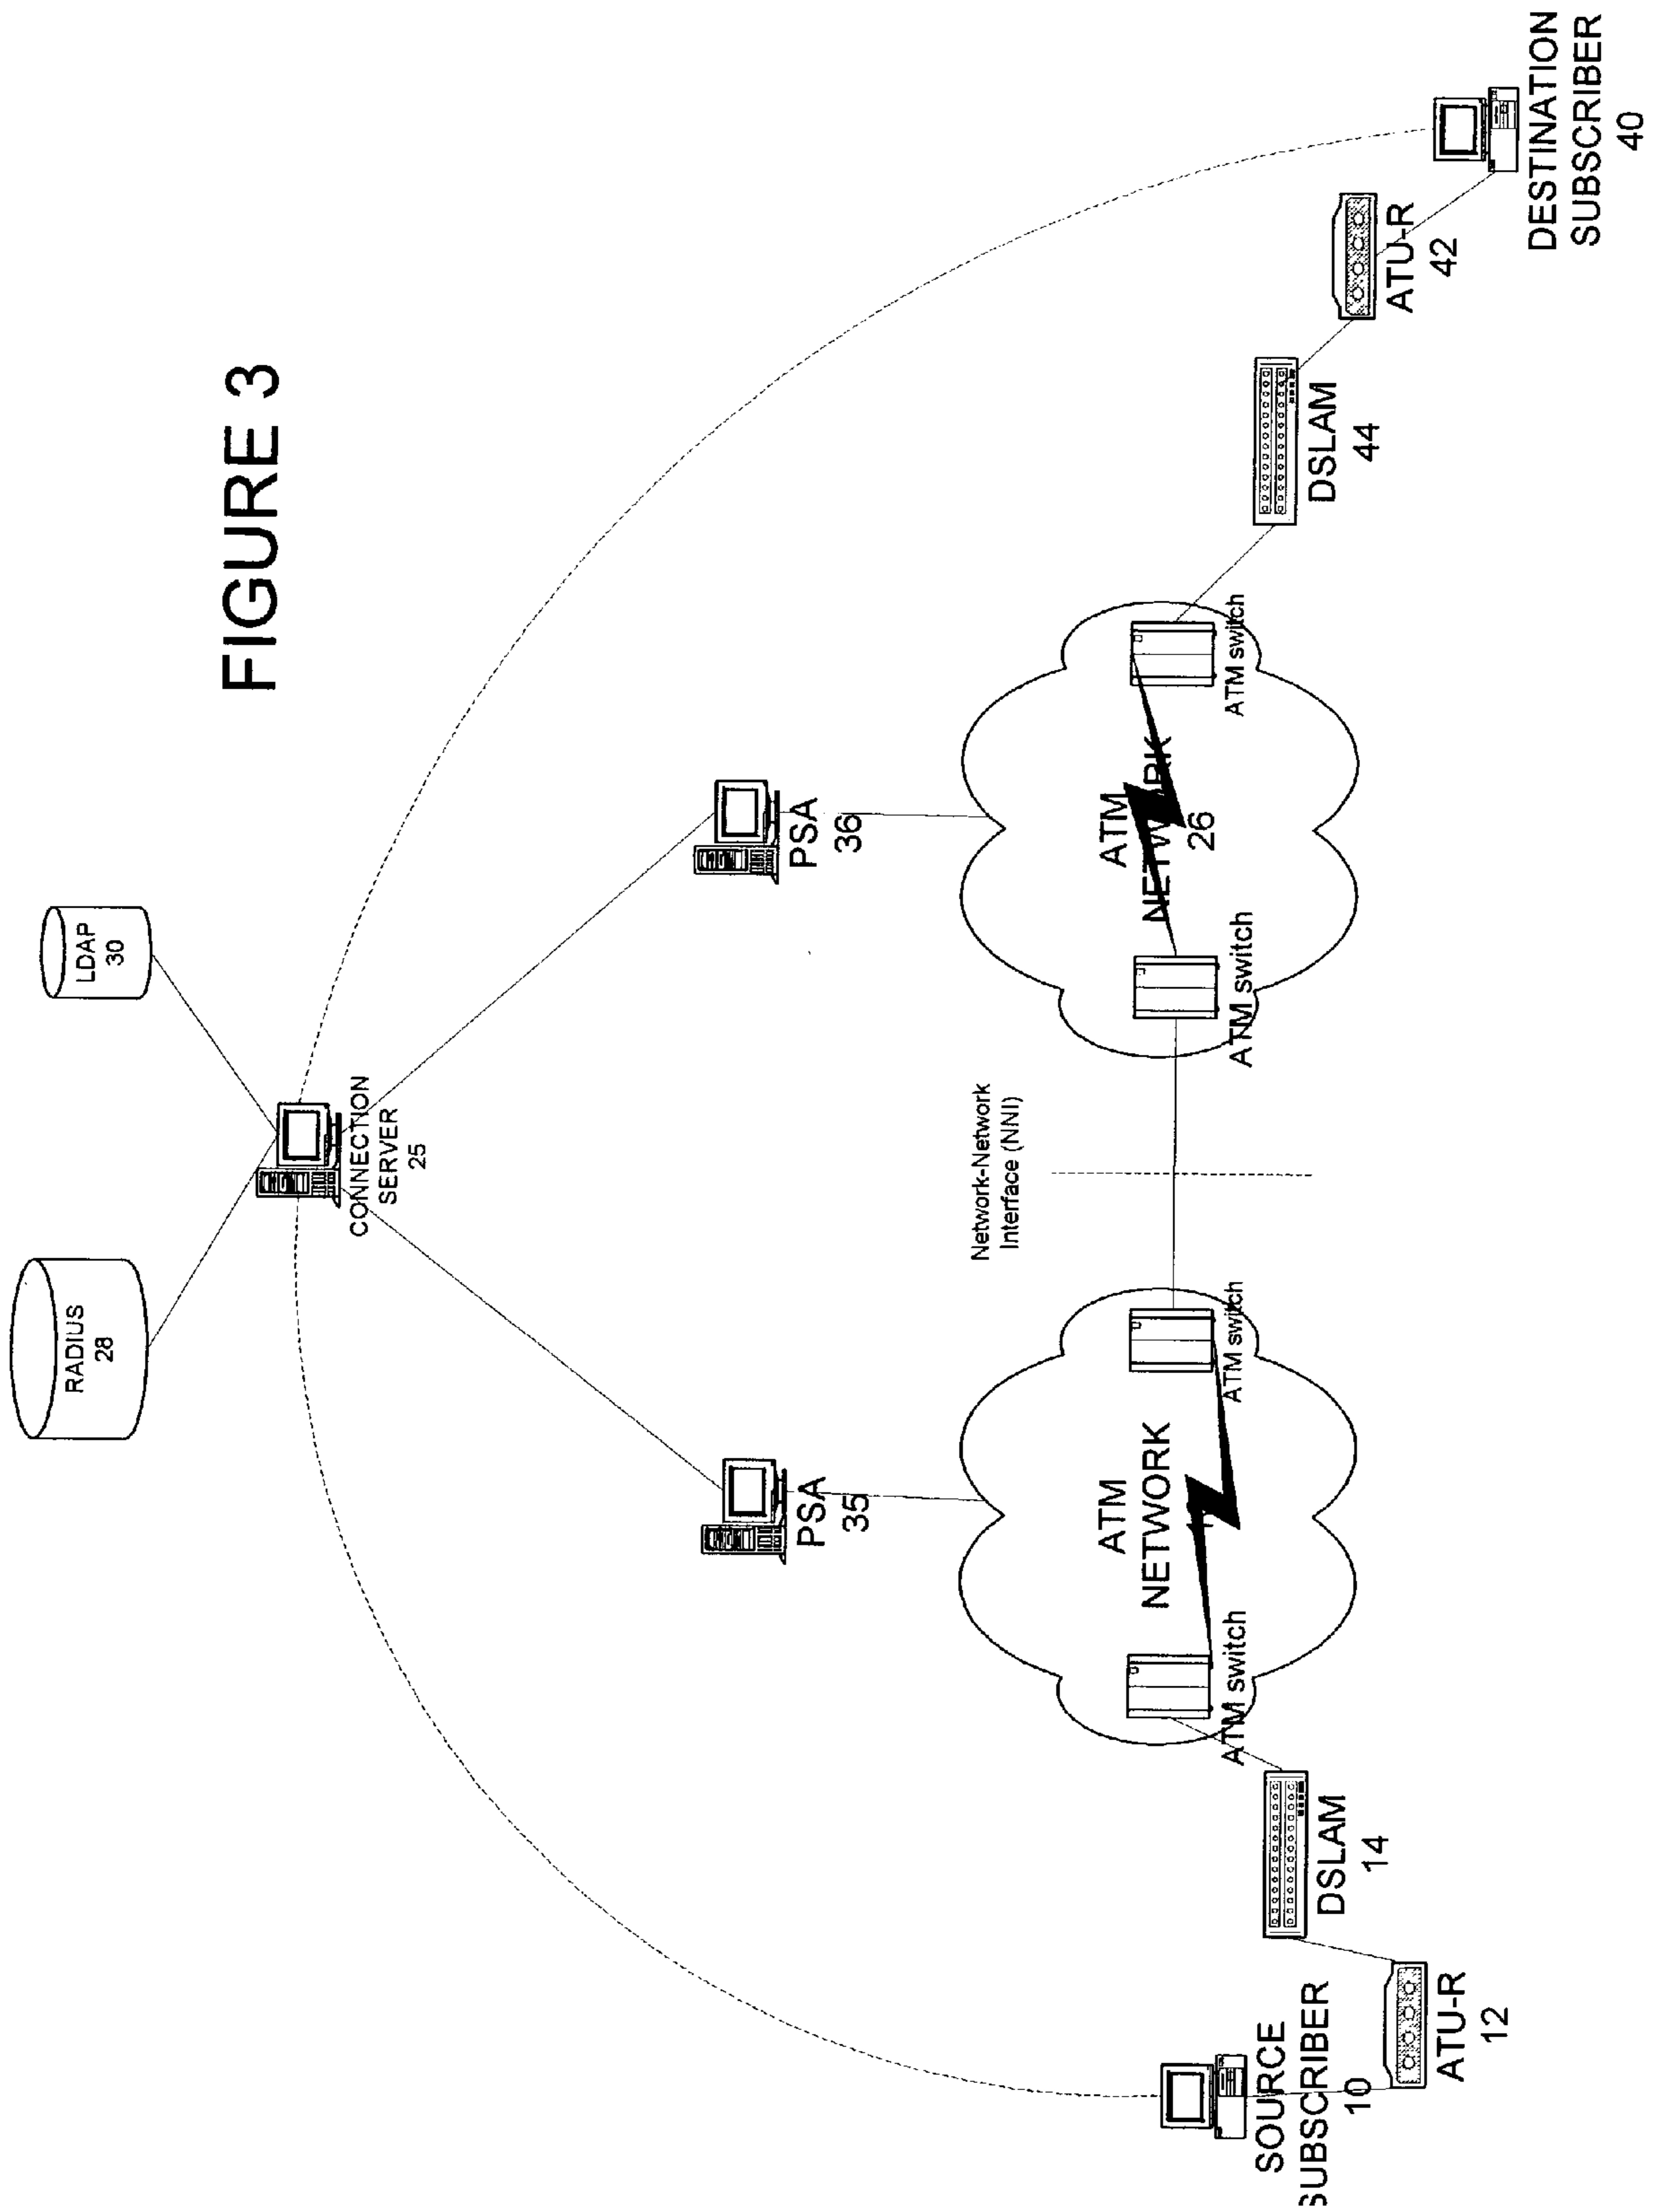 RADIUS
28
LDAP
30
FIGURE 3
CONNECTION
SERVER
25
PSA
35
PSA
36
Network-Network
Interface (NNI)
ATM
NETWORK
ATM switch
ATM switch
ATM
NETWORK
26
ATM switch
ATM switch
SOURCE
SUBSCRIBER
10
ATU-R
12
DSLAM
14
DSLAM
44
ATU-R
42
DESTINATION
SUBSCRIBER
40